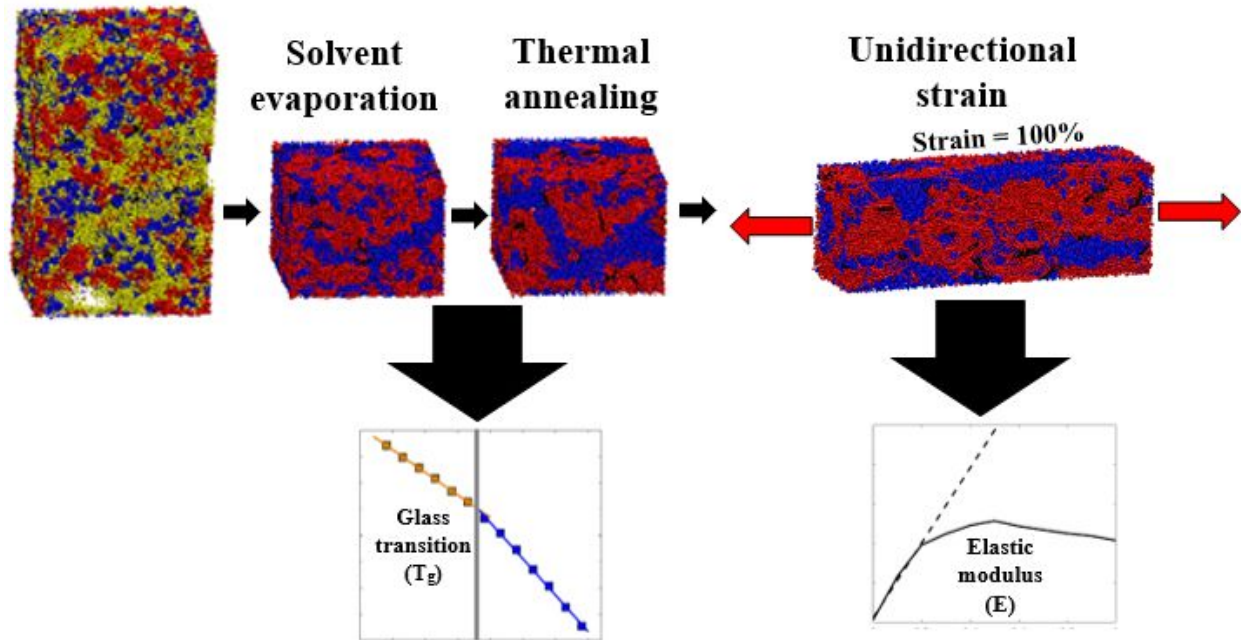 Solvent
evaporation
Thermal
annealing
Unidirectional
strain
Strain = 100%
Glass
transition
(Tg)
Elastic
modulus
(E)